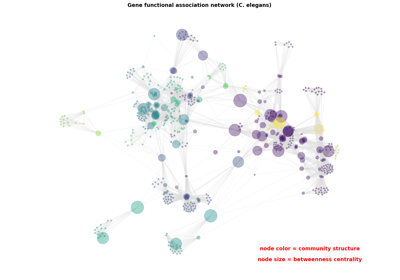 Gene functional association network (C. elegans)
node color = community structure
node size = betweenness centrality